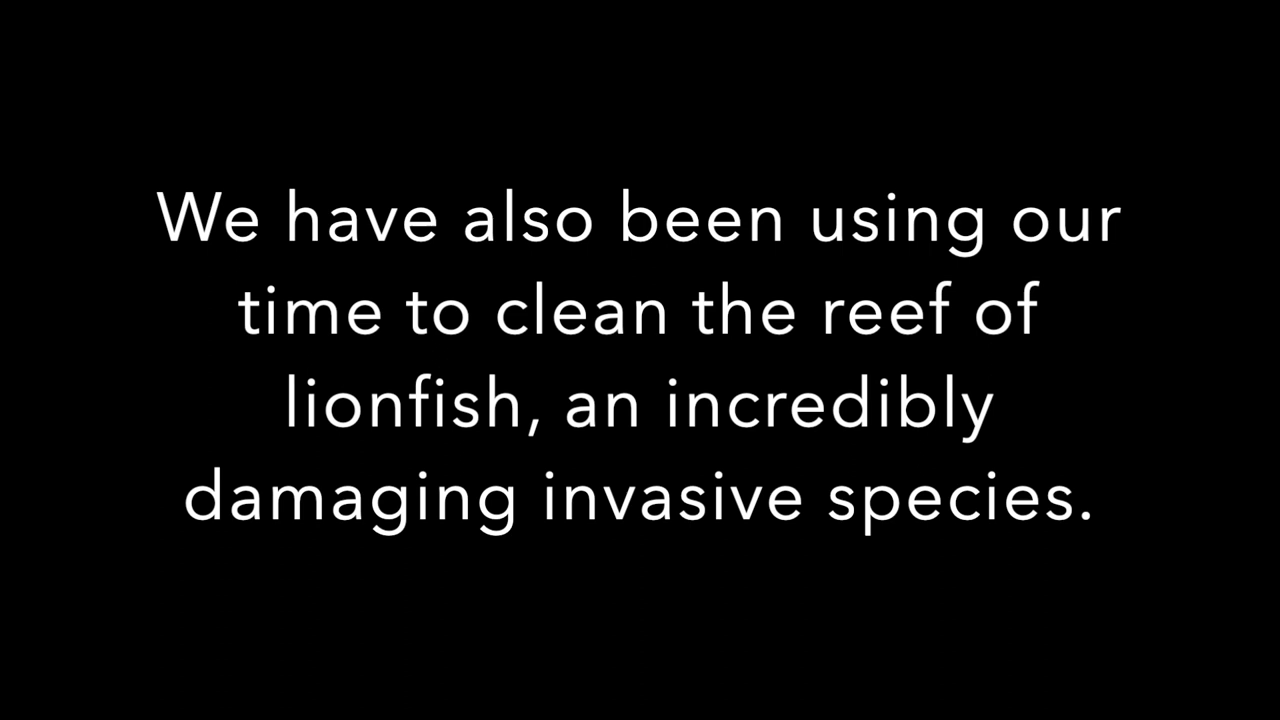 We have also been using our
time to clean the reef of
lionfish, an incredibly
damaging invasive species.